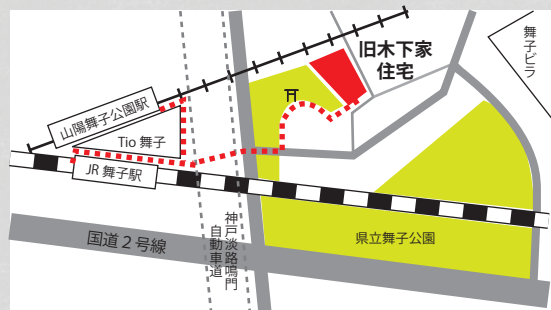 旧木下家
住宅
舞子ビラ
山陽舞子公園駅
Tio 舞子
JR 舞子駅
神戸淡路鳴門
自動車道
国道2号線
県立舞子公園